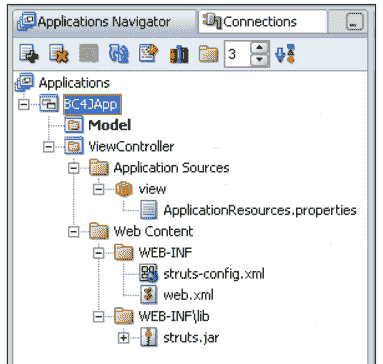 Applications Navigator Connections
3
Applications
BC4JApp
Model
ViewController
Application Sources
view
ApplicationResources.properties
Web Content
WEB-INF
struts-config.xml
web.xml
WEB-INF\lib
struts.jar